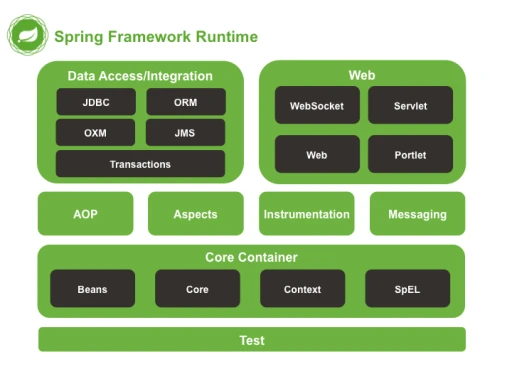 Spring Framework Runtime
Data Access/Integration
JDBC
ORM
OXM
JMS
Transactions
Web
WebSocket
Servlet
Web
Portlet
AOP
Aspects
Instrumentation
Messaging
Core Container
Beans
Core
Context
SpEL
Test